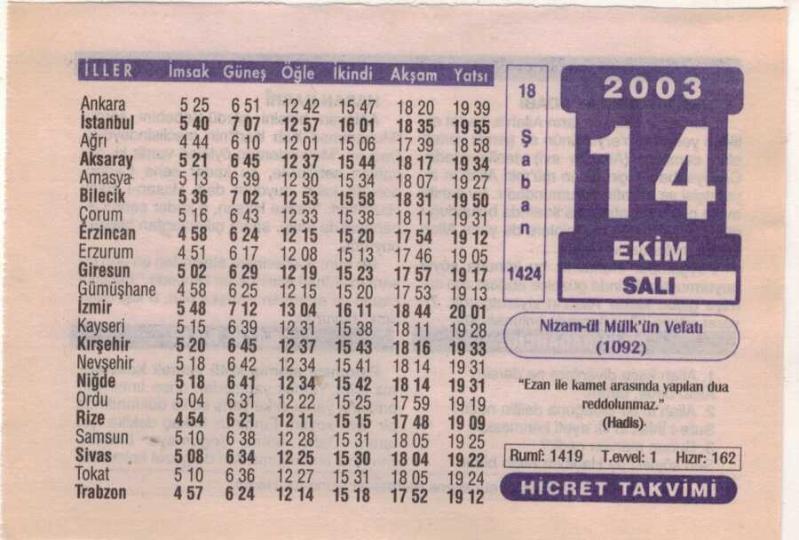 İLLER İmsak Güneş Öğle İkindi Akşam Yatsı
Ankara 5 25 6 51 12 42 15 47 18 20 19 39
İstanbul 5 40 7 07 12 57 16 01 18 35 19 55
Ağrı 4 44 6 10 12 01 15 06 17 39 18 58
Aksaray 5 21 6 45 12 37 15 44 18 17 19 34
Amasya 5 13 6 39 12 30 15 34 18 07 19 27
Bilecik 5 36 7 02 12 53 15 58 18 31 19 50
Çorum 5 16 6 43 12 33 15 38 18 11 19 31
Erzincan 4 58 6 24 12 15 15 20 17 54 19 12
Erzurum 4 51 6 17 12 08 15 13 17 46 19 05
Giresun 5 02 6 29 12 19 15 23 17 57 19 17
Gümüşhane 4 58 6 25 12 15 15 20 17 53 19 13
İzmir 5 48 7 12 13 04 16 11 18 44 20 01
Kayseri 5 15 6 39 12 31 15 38 18 11 19 28
Kırşehir 5 20 6 45 12 37 15 43 18 16 19 33
Nevşehir 5 18 6 42 12 34 15 41 18 14 19 31
Niğde 5 18 6 41 12 34 15 42 18 14 19 31
Ordu 5 04 6 31 12 22 15 25 17 59 19 19
Rize 4 54 6 21 12 11 15 15 17 48 19 09
Samsun 5 10 6 38 12 28 15 31 18 05 19 25
Sivas 5 08 6 34 12 25 15 30 18 04 19 22
Tokat 5 10 6 36 12 27 15 31 18 05 19 24
Trabzon 4 57 6 24 12 14 15 18 17 52 19 12
18
Şaban
1424
2003
14
EKİM
SALI
Nizam-ül Mülk'ün Vefatı
(1092)
"Ezan ile kamet arasında yapılan dua
reddolunmaz."
(Hadis)
Rumî: 1419 T.evvel: 1 Hızır: 162
HİCRET TAKVİMİ